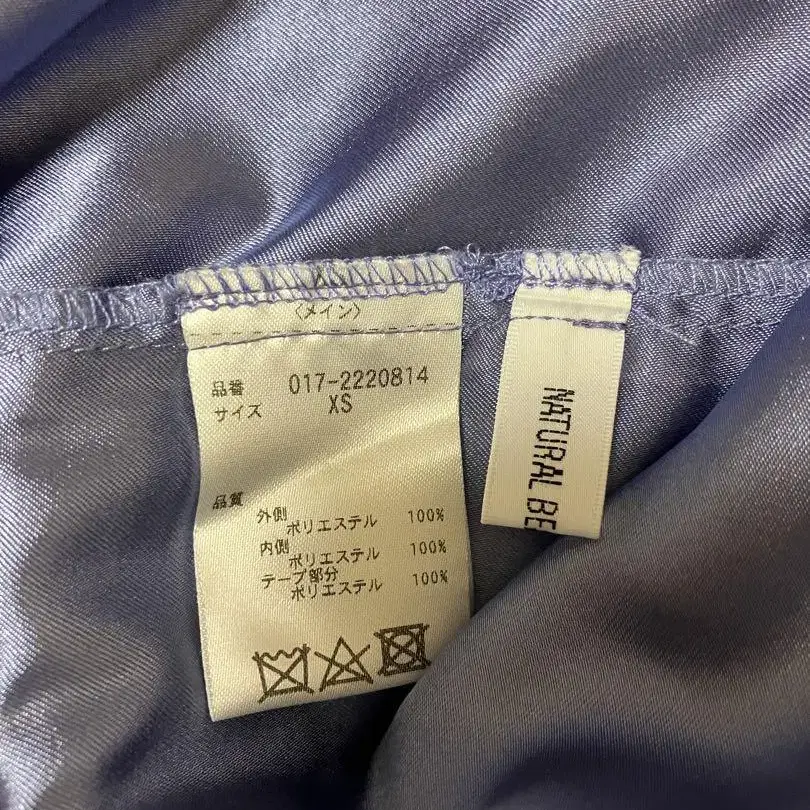 〈メイン〉
品番 017-2220814
サイズ XS
品質
外側
ポリエステル 100%
内側
ポリエステル 100%
テープ部分
ポリエステル 100%
NATURAL BE